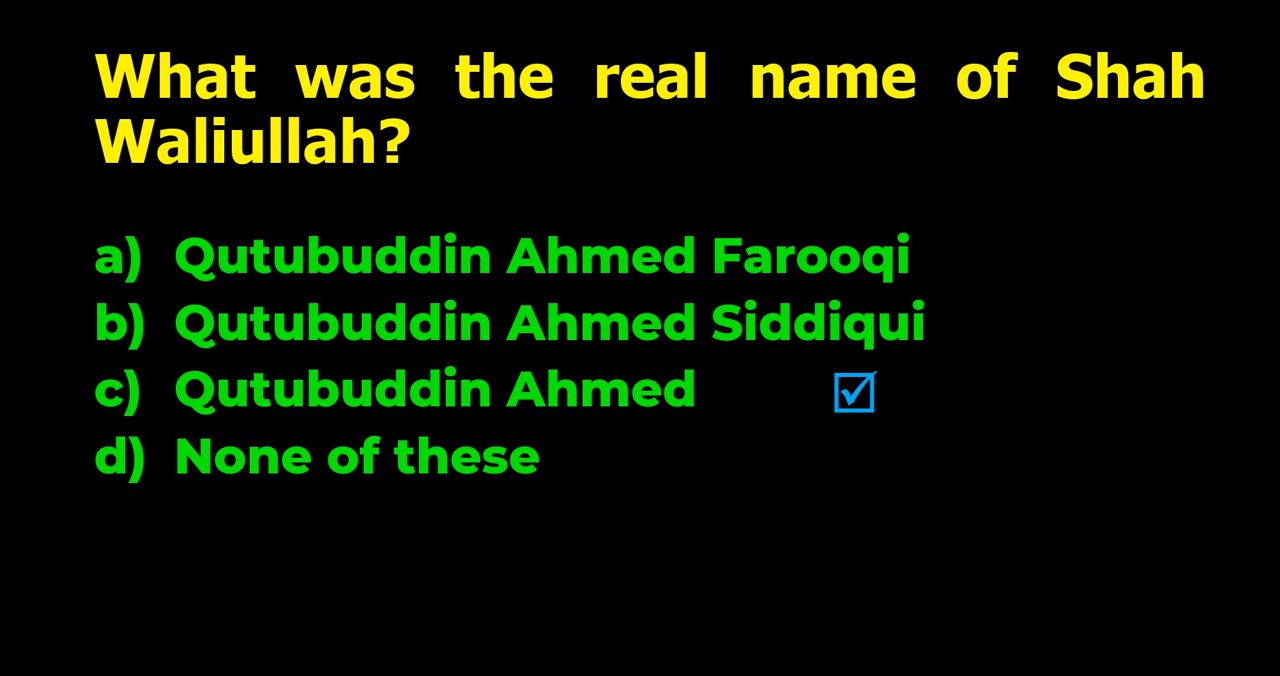 What was the real name of Shah
Waliullah?
a) Qutubuddin Ahmed Farooqi
b) Qutubuddin Ahmed Siddiqui
c) Qutubuddin Ahmed ☑
d) None of these